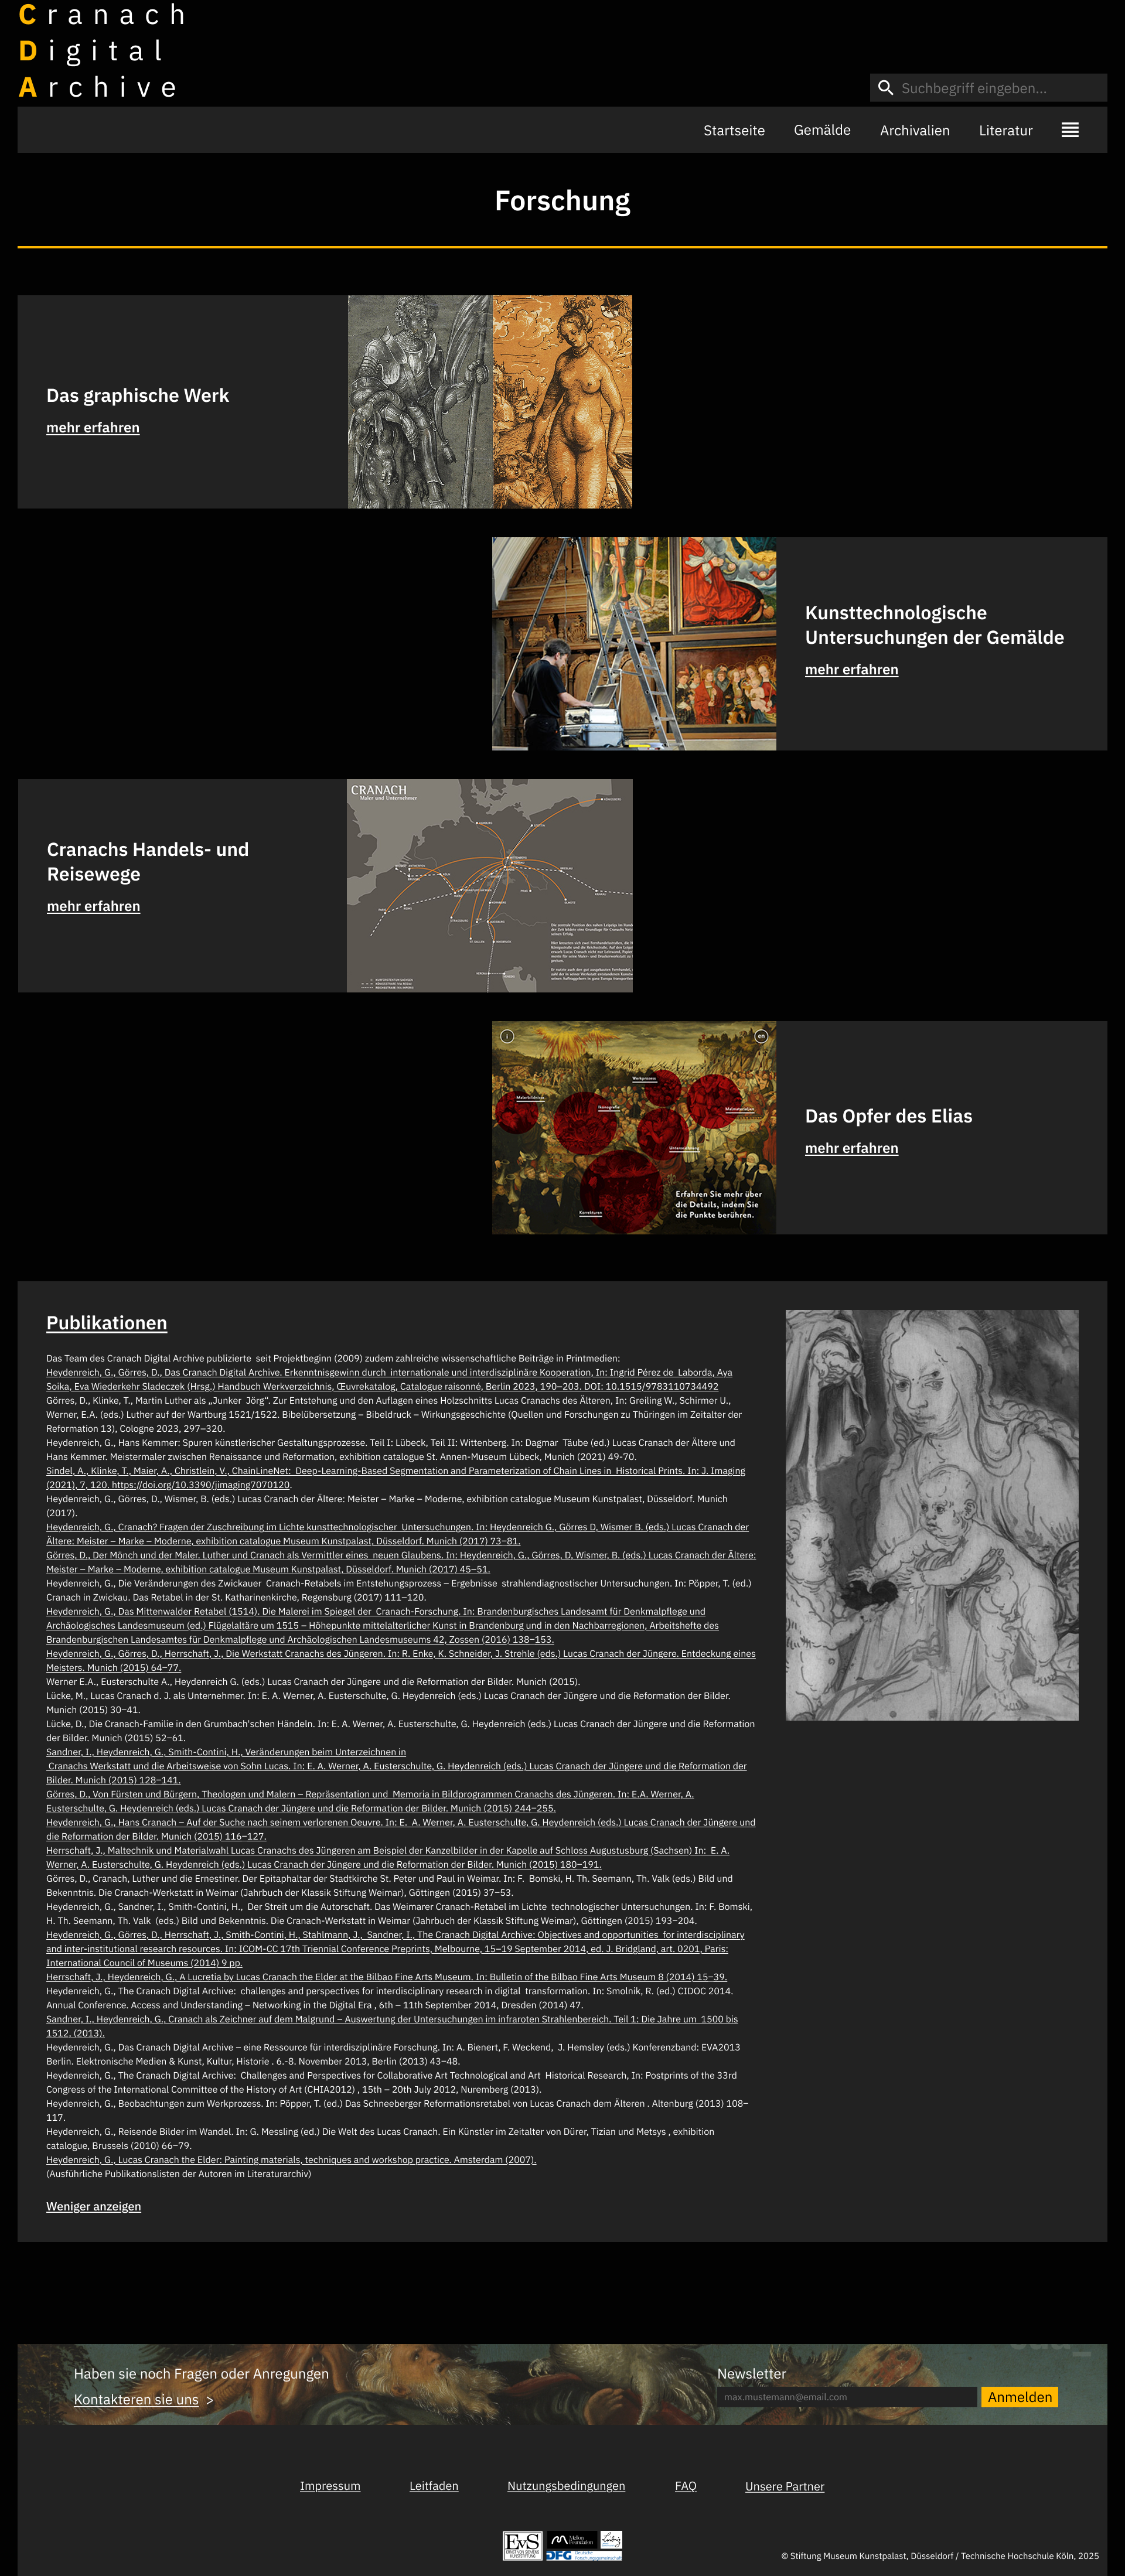 Cranach
Digital
Archive
Suchbegriff eingeben...
Startseite Gemälde Archivalien Literatur
Forschung
Das graphische Werk
mehr erfahren
Kunsttechnologische
Untersuchungen der Gemälde
mehr erfahren
CRANACH
Maler und Unternehmer
Cranachs Handels- und
Reisewege
mehr erfahren
i
en
Werkprozess
Malerbildnisse
Ikonografie
Malmaterialien
Untersuchung
Korrekturen
Erfahren Sie mehr über
die Details, indem Sie
die Punkte berühren.
Das Opfer des Elias
mehr erfahren
Publikationen
Das Team des Cranach Digital Archive publizierte seit Projektbeginn (2009) zudem zahlreiche wissenschaftliche Beiträge in Printmedien:
Heydenreich, G., Görres, D., Das Cranach Digital Archive. Erkenntnisgewinn durch internationale und interdisziplinäre Kooperation, In: Ingrid Pérez de Laborda, Aya
Soika, Eva Wiederkehr Sladeczek (Hrsg.) Handbuch Werkverzeichnis, Œuvrekatalog, Catalogue raisonné, Berlin 2023, 190–203. DOI: 10.1515/9783110734492
Görres, D., Klinke, T., Martin Luther als „Junker Jörg“. Zur Entstehung und den Auflagen eines Holzschnitts Lucas Cranachs des Älteren, In: Greiling W., Schirmer U.,
Werner, E.A. (eds.) Luther auf der Wartburg 1521/1522. Bibelübersetzung – Bibeldruck – Wirkungsgeschichte (Quellen und Forschungen zu Thüringen im Zeitalter der
Reformation 13), Cologne 2023, 297–320.
Heydenreich, G., Hans Kemmer: Spuren künstlerischer Gestaltungsprozesse. Teil I: Lübeck, Teil II: Wittenberg. In: Dagmar Täube (ed.) Lucas Cranach der Ältere und
Hans Kemmer. Meistermaler zwischen Renaissance und Reformation, exhibition catalogue St. Annen-Museum Lübeck, Munich (2021) 49-70.
Sindel, A., Klinke, T., Maier, A., Christlein, V., ChainLineNet: Deep-Learning-Based Segmentation and Parameterization of Chain Lines in Historical Prints. In: J. Imaging
(2021), 7, 120. https://doi.org/10.3390/jimaging7070120.
Heydenreich, G., Görres, D., Wismer, B. (eds.) Lucas Cranach der Ältere: Meister – Marke – Moderne, exhibition catalogue Museum Kunstpalast, Düsseldorf. Munich
(2017).
Heydenreich, G., Cranach? Fragen der Zuschreibung im Lichte kunsttechnologischer Untersuchungen. In: Heydenreich G., Görres D, Wismer B. (eds.) Lucas Cranach der
Ältere: Meister – Marke – Moderne, exhibition catalogue Museum Kunstpalast, Düsseldorf. Munich (2017) 73–81.
Görres, D., Der Mönch und der Maler. Luther und Cranach als Vermittler eines neuen Glaubens. In: Heydenreich, G., Görres, D, Wismer, B. (eds.) Lucas Cranach der Ältere:
Meister – Marke – Moderne, exhibition catalogue Museum Kunstpalast, Düsseldorf. Munich (2017) 45–51.
Heydenreich, G., Die Veränderungen des Zwickauer Cranach-Retabels im Entstehungsprozess – Ergebnisse strahlendiagnostischer Untersuchungen. In: Pöpper, T. (ed.)
Cranach in Zwickau. Das Retabel in der St. Katharinenkirche, Regensburg (2017) 111–120.
Heydenreich, G., Das Mittenwalder Retabel (1514). Die Malerei im Spiegel der Cranach-Forschung. In: Brandenburgisches Landesamt für Denkmalpflege und
Archäologisches Landesmuseum (ed.) Flügelaltäre um 1515 – Höhepunkte mittelalterlicher Kunst in Brandenburg und in den Nachbarregionen, Arbeitshefte des
Brandenburgischen Landesamtes für Denkmalpflege und Archäologischen Landesmuseums 42, Zossen (2016) 138–153.
Heydenreich, G., Görres, D., Herrschaft, J., Die Werkstatt Cranachs des Jüngeren. In: R. Enke, K. Schneider, J. Strehle (eds.) Lucas Cranach der Jüngere. Entdeckung eines
Meisters. Munich (2015) 64–77.
Werner E.A., Eusterschulte A., Heydenreich G. (eds.) Lucas Cranach der Jüngere und die Reformation der Bilder. Munich (2015).
Lücke, M., Lucas Cranach d. J. als Unternehmer. In: E. A. Werner, A. Eusterschulte, G. Heydenreich (eds.) Lucas Cranach der Jüngere und die Reformation der Bilder.
Munich (2015) 30–41.
Lücke, D., Die Cranach-Familie in den Grumbach'schen Händeln. In: E. A. Werner, A. Eusterschulte, G. Heydenreich (eds.) Lucas Cranach der Jüngere und die Reformation
der Bilder. Munich (2015) 52–61.
Sandner, I., Heydenreich, G., Smith-Contini, H., Veränderungen beim Unterzeichnen in
Cranachs Werkstatt und die Arbeitsweise von Sohn Lucas. In: E. A. Werner, A. Eusterschulte, G. Heydenreich (eds.) Lucas Cranach der Jüngere und die Reformation der
Bilder. Munich (2015) 128–141.
Görres, D., Von Fürsten und Bürgern, Theologen und Malern – Repräsentation und Memoria in Bildprogrammen Cranachs des Jüngeren. In: E.A. Werner, A.
Eusterschulte, G. Heydenreich (eds.) Lucas Cranach der Jüngere und die Reformation der Bilder. Munich (2015) 244–255.
Heydenreich, G., Hans Cranach – Auf der Suche nach seinem verlorenen Oeuvre. In: E. A. Werner, A. Eusterschulte, G. Heydenreich (eds.) Lucas Cranach der Jüngere und
die Reformation der Bilder. Munich (2015) 116–127.
Herrschaft, J., Maltechnik und Materialwahl Lucas Cranachs des Jüngeren am Beispiel der Kanzelbilder in der Kapelle auf Schloss Augustusburg (Sachsen) In: E. A.
Werner, A. Eusterschulte, G. Heydenreich (eds.) Lucas Cranach der Jüngere und die Reformation der Bilder. Munich (2015) 180–191.
Görres, D., Cranach, Luther und die Ernestiner. Der Epitaphaltar der Stadtkirche St. Peter und Paul in Weimar. In: F. Bomski, H. Th. Seemann, Th. Valk (eds.) Bild und
Bekenntnis. Die Cranach-Werkstatt in Weimar (Jahrbuch der Klassik Stiftung Weimar), Göttingen (2015) 37–53.
Heydenreich, G., Sandner, I., Smith-Contini, H., Der Streit um die Autorschaft. Das Weimarer Cranach-Retabel im Lichte technologischer Untersuchungen. In: F. Bomski,
H. Th. Seemann, Th. Valk (eds.) Bild und Bekenntnis. Die Cranach-Werkstatt in Weimar (Jahrbuch der Klassik Stiftung Weimar), Göttingen (2015) 193–204.
Heydenreich, G., Görres, D., Herrschaft, J., Smith-Contini, H., Stahlmann, J., Sandner, I., The Cranach Digital Archive: Objectives and opportunities for interdisciplinary
and inter-institutional research resources. In: ICOM-CC 17th Triennial Conference Preprints, Melbourne, 15–19 September 2014, ed. J. Bridgland, art. 0201, Paris:
International Council of Museums (2014) 9 pp.
Herrschaft, J., Heydenreich, G., A Lucretia by Lucas Cranach the Elder at the Bilbao Fine Arts Museum. In: Bulletin of the Bilbao Fine Arts Museum 8 (2014) 15–39.
Heydenreich, G., The Cranach Digital Archive: challenges and perspectives for interdisciplinary research in digital transformation. In: Smolnik, R. (ed.) CIDOC 2014.
Annual Conference. Access and Understanding – Networking in the Digital Era , 6th – 11th September 2014, Dresden (2014) 47.
Sandner, I., Heydenreich, G., Cranach als Zeichner auf dem Malgrund – Auswertung der Untersuchungen im infraroten Strahlenbereich. Teil 1: Die Jahre um 1500 bis
1512, (2013).
Heydenreich, G., Das Cranach Digital Archive – eine Ressource für interdisziplinäre Forschung. In: A. Bienert, F. Weckend, J. Hemsley (eds.) Konferenzband: EVA2013
Berlin. Elektronische Medien & Kunst, Kultur, Historie . 6.-8. November 2013, Berlin (2013) 43–48.
Heydenreich, G., The Cranach Digital Archive: Challenges and Perspectives for Collaborative Art Technological and Art Historical Research, In: Postprints of the 33rd
Congress of the International Committee of the History of Art (CHIA2012) , 15th – 20th July 2012, Nuremberg (2013).
Heydenreich, G., Beobachtungen zum Werkprozess. In: Pöpper, T. (ed.) Das Schneeberger Reformationsretabel von Lucas Cranach dem Älteren . Altenburg (2013) 108–
117.
Heydenreich, G., Reisende Bilder im Wandel. In: G. Messling (ed.) Die Welt des Lucas Cranach. Ein Künstler im Zeitalter von Dürer, Tizian und Metsys , exhibition
catalogue, Brussels (2010) 66–79.
Heydenreich, G., Lucas Cranach the Elder: Painting materials, techniques and workshop practice. Amsterdam (2007).
(Ausführliche Publikationslisten der Autoren im Literaturarchiv)
Weniger anzeigen
Haben sie noch Fragen oder Anregungen
Kontakteren sie uns >
Newsletter
max.mustemann@email.com
Anmelden
Impressum Leitfaden Nutzungsbedingungen FAQ Unsere Partner
EvS
ERNST VON SIEMENS
KUNSTSTIFTUNG
Mellon
Foundation
DFG Deutsche
Forschungsgemeinschaft
© Stiftung Museum Kunstpalast, Düsseldorf / Technische Hochschule Köln, 2025